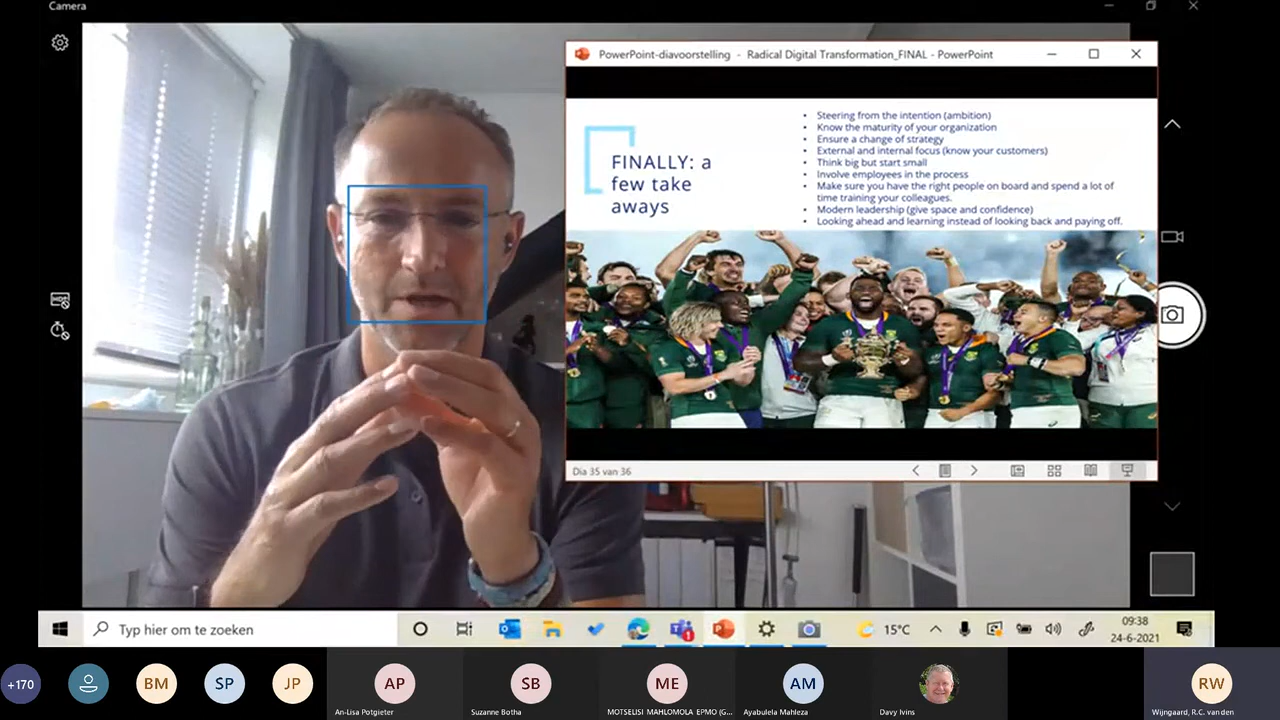 Camera
PowerPoint-diavoorstelling - Radical Digital Transformation_FINAL - PowerPoint
FINALLY: a
few take
aways
• Steering from the intention (ambition)
• Know the maturity of your organization
• Ensure a change of strategy
• External and internal focus (know your customers)
• Think big but start small
• Involve employees in the process
• Make sure you have the right people on board and spend a lot of
time training your colleagues.
• Modern leadership (give space and confidence)
• Looking ahead and learning instead of looking back and paying off.
Dia 35 van 36
Typ hier om te zoeken
15°C
09:38
24-6-2021
+170
BM
SP
JP
AP
SB
ME
AM
RW
An-Lisa Potgieter
Suzanne Botha
MOTSELISI MAHLOMOLA EPMO (G...
Ayabulela Mahleza
Davy Ivins
Wijngaard, R.C. van den